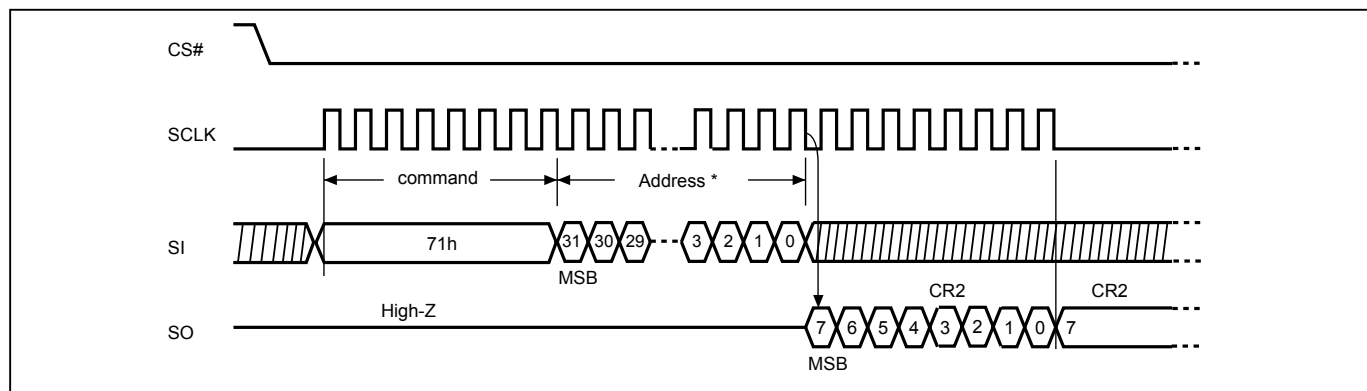 CS#
SCLK
command
Address *
SI
71h
31 30 29 3 2 1 0
MSB
CR2 CR2
High-Z
SO
7 6 5 4 3 2 1 0 7
MSB